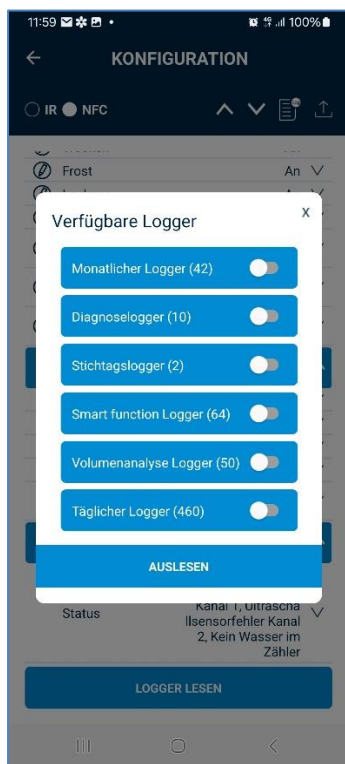 11:59
4G 100%
KONFIGURATION
IR NFC
Frost An
Verfügbare Logger X
Monatlicher Logger (42)
Diagnoselogger (10)
Stichtagslogger (2)
Smart function Logger (64)
Volumenanalyse Logger (50)
Täglicher Logger (460)
AUSLESEN
Status
Kanal 1, Ultrascha
llsensorfehler Kanal
2, Kein Wasser im
Zähler
LOGGER LESEN